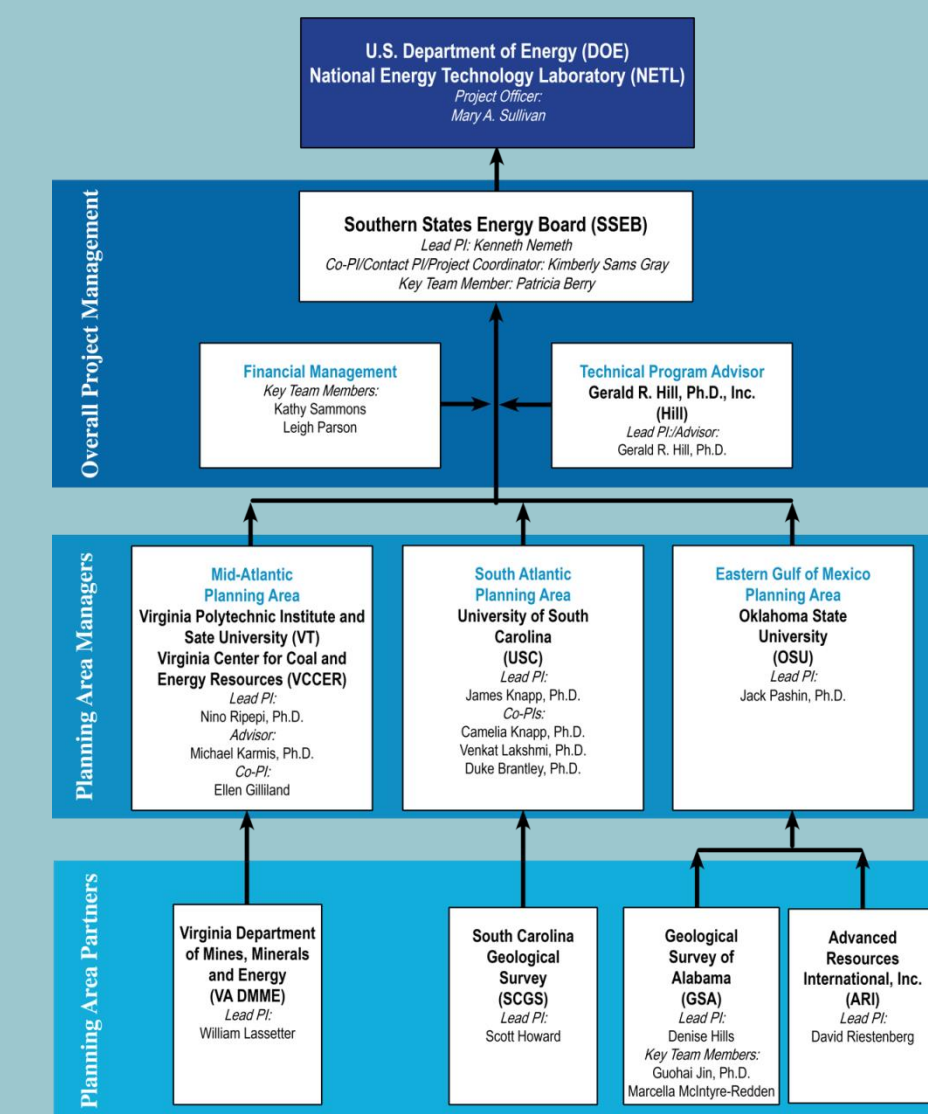 U.S. Department of Energy (DOE)
National Energy Technology Laboratory (NETL)
Project Officer:
Mary A. Sullivan
Overall Project Management
Southern States Energy Board (SSEB)
Lead PI: Kenneth Nemeth
Co-PI/Contact PI/Project Coordinator: Kimberly Sams Gray
Key Team Member: Patricia Berry
Financial Management
Key Team Members:
Kathy Sammons
Leigh Parson
Technical Program Advisor
Gerald R. Hill, Ph.D., Inc.
(Hill)
Lead PI:/Advisor:
Gerald R. Hill, Ph.D.
Planning Area Managers
Mid-Atlantic
Planning Area
Virginia Polytechnic Institute and
Sate University (VT)
Virginia Center for Coal and
Energy Resources (VCCER)
Lead PI:
Nino Ripepi, Ph.D.
Advisor:
Michael Karmis, Ph.D.
Co-PI:
Ellen Gilliland
South Atlantic
Planning Area
University of South
Carolina
(USC)
Lead PI:
James Knapp, Ph.D.
Co-PIs:
Camelia Knapp, Ph.D.
Venkat Lakshmi, Ph.D.
Duke Brantley, Ph.D.
Eastern Gulf of Mexico
Planning Area
Oklahoma State
University
(OSU)
Lead PI:
Jack Pashin, Ph.D.
Planning Area Partners
Virginia Department
of Mines, Minerals
and Energy
(VA DMME)
Lead PI:
William Lassetter
South Carolina
Geological
Survey
(SCGS)
Lead PI:
Scott Howard
Geological
Survey of
Alabama
(GSA)
Lead PI:
Denise Hills
Key Team Members:
Guohai Jin, Ph.D.
Marcella McIntyre-Redden
Advanced
Resources
International, Inc.
(ARI)
Lead PI:
David Riestenberg